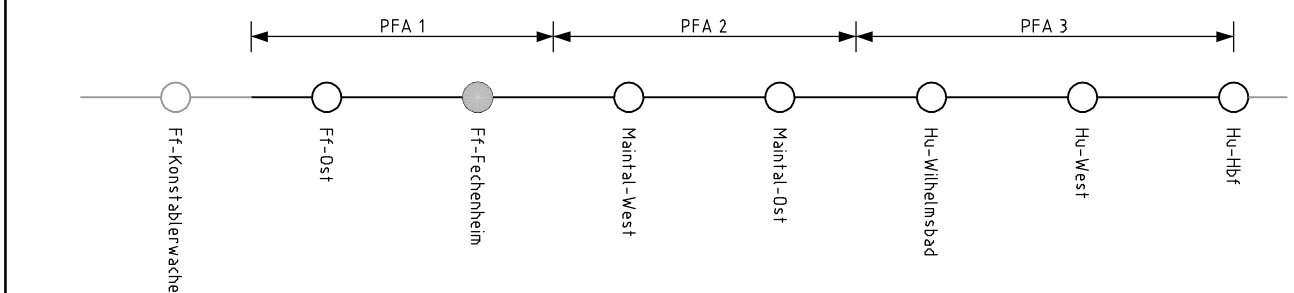 PFA 1
PFA 2
PFA 3
Ff-Konstablerwache
Ff-Ost
Ff-Fechenheim
Maintal-West
Maintal-Ost
Hu-Wilhelmsbad
Hu-West
Hu-Hbf